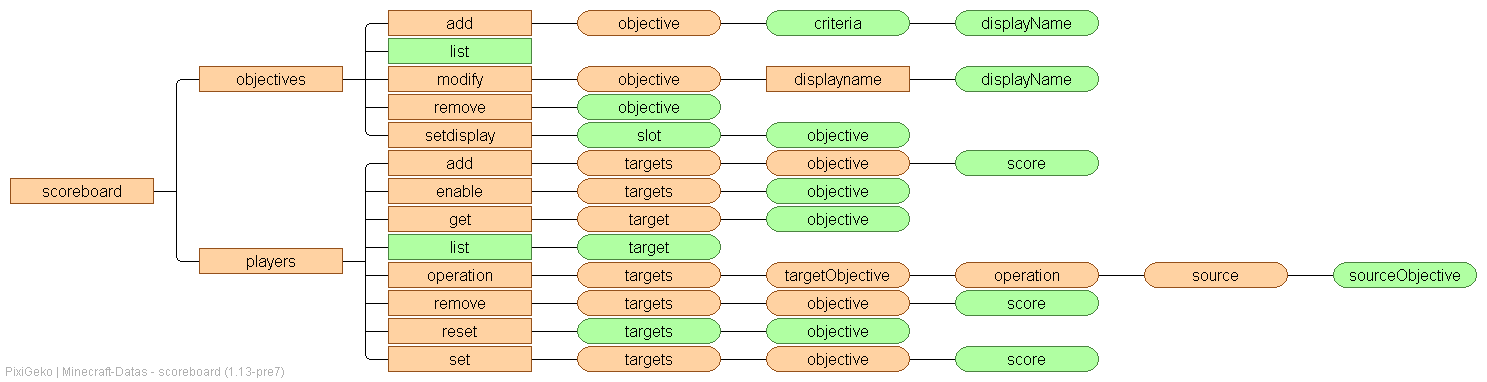 add objective criteria displayName
list
objectives modify objective displayname displayName
remove objective
setdisplay slot objective
add targets objective score
scoreboard enable targets objective
get target objective
list target
players operation targets targetObjective operation source sourceObjective
remove targets objective score
reset targets objective
set targets objective score
PixiGeko | Minecraft-Datas - scoreboard (1.13-pre7)